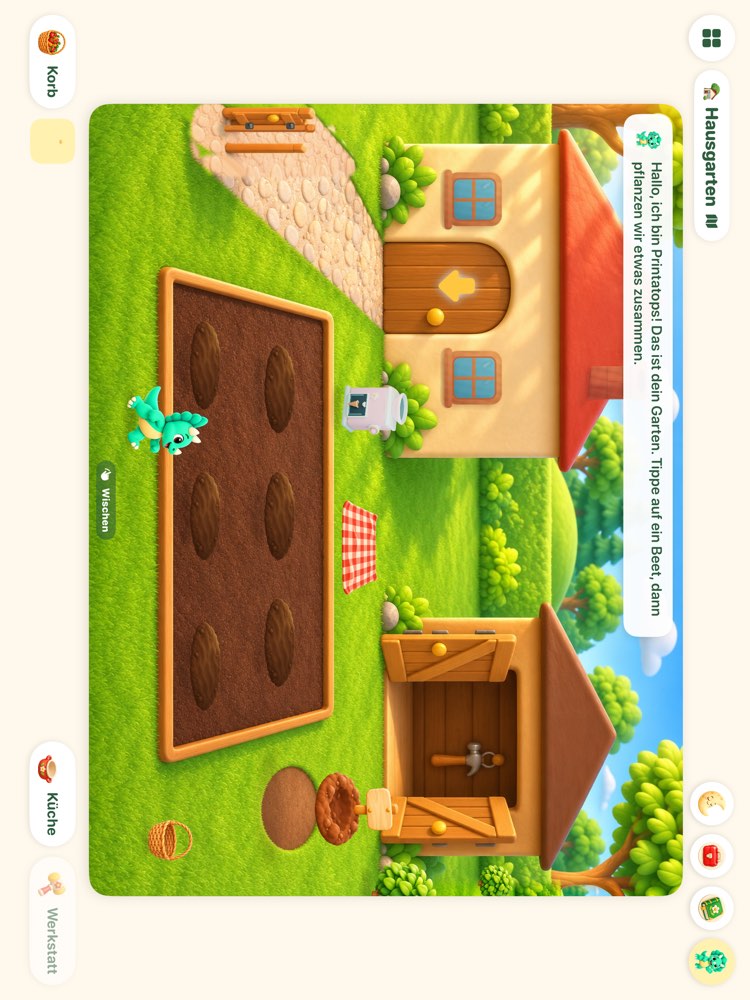 Hausgarten
Hallo, ich bin Printatops! Das ist dein Garten. Tippe auf ein Beet, dann
pflanzen wir etwas zusammen.
Wischen
Korb
Küche
Werkstatt